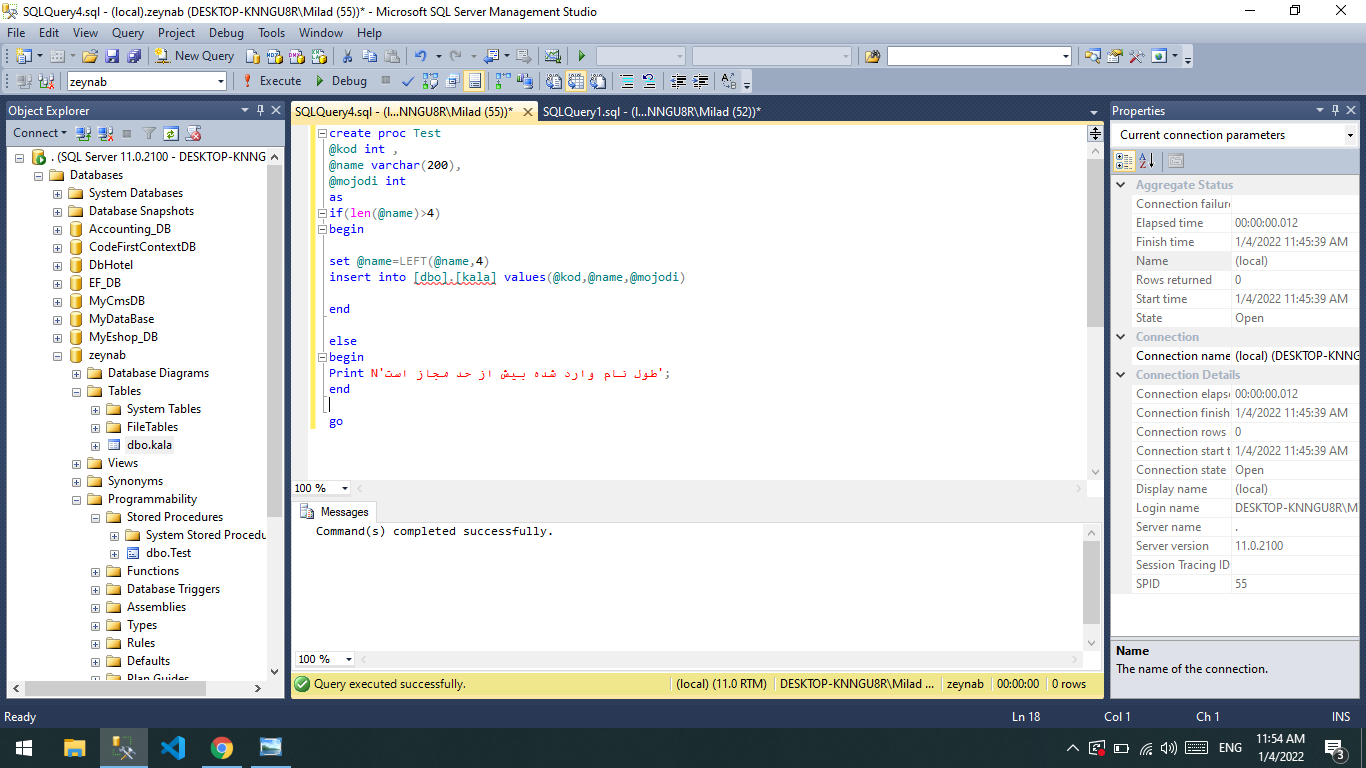 SQLQuery4.sql - (local).zeynab (DESKTOP-KNNGU8R\Milad (55))* - Microsoft SQL Server Management Studio
File Edit View Query Project Debug Tools Window Help
New Query
zeynab Execute Debug
Object Explorer
Connect
. (SQL Server 11.0.2100 - DESKTOP-KNNG
Databases
System Databases
Database Snapshots
Accounting_DB
CodeFirstContextDB
DbHotel
EF_DB
MyCmsDB
MyDataBase
MyEshop_DB
zeynab
Database Diagrams
Tables
System Tables
FileTables
dbo.kala
Views
Synonyms
Programmability
Stored Procedures
System Stored Procedu
dbo.Test
Functions
Database Triggers
Assemblies
Types
Rules
Defaults
Plan Guides
SQLQuery4.sql - (l...NNGU8R\Milad (55))* SQLQuery1.sql - (l...NNGU8R\Milad (52))*
create proc Test
@kod int ,
@name varchar(200),
@mojodi int
as
if(len(@name)>4)
begin
set @name=LEFT(@name,4)
insert into [dbo].[kala] values(@kod,@name,@mojodi)
end
else
begin
Print N'طول نام وارد شده بیش از حد مجاز است';
end
go
100 %
Messages
Command(s) completed successfully.
100 %
Query executed successfully. (local) (11.0 RTM) DESKTOP-KNNGU8R\Milad ... zeynab 00:00:00 0 rows
Properties
Current connection parameters
Aggregate Status
Connection failure
Elapsed time 00:00:00.012
Finish time 1/4/2022 11:45:39 AM
Name (local)
Rows returned 0
Start time 1/4/2022 11:45:39 AM
State Open
Connection
Connection name (local) (DESKTOP-KNNG
Connection Details
Connection elaps 00:00:00.012
Connection finish 1/4/2022 11:45:39 AM
Connection rows 0
Connection start t 1/4/2022 11:45:39 AM
Connection state Open
Display name (local)
Login name DESKTOP-KNNGU8R\M
Server name .
Server version 11.0.2100
Session Tracing ID
SPID 55
Name
The name of the connection.
Ready Ln 18 Col 1 Ch 1 INS
ENG
11:54 AM
1/4/2022
3